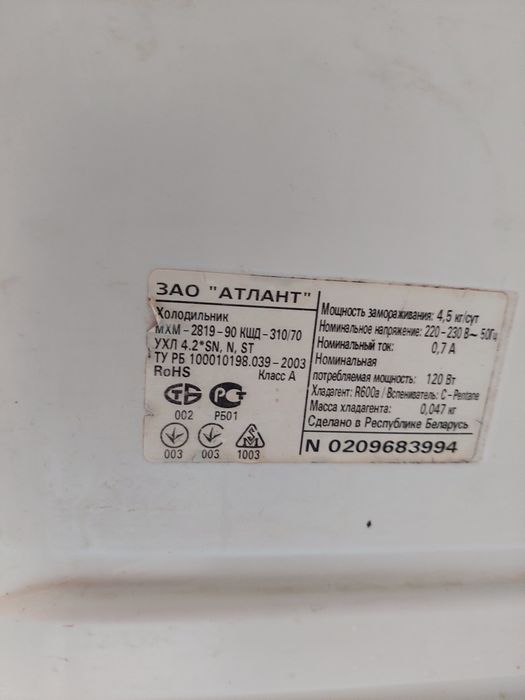 ЗАО "АТЛАНТ"
Холодильник
МХМ-2819-90 КШД-310/70
УХЛ 4.2*SN, N, ST
ТУ РБ 100010198.039-2003
RoHS Класс А
002 РБ01
003 003 1003
Мощность замораживания: 4,5 кг/сут
Номинальное напряжение: 220-230 В~ 50Гц
Номинальный ток: 0,7 А
Номинальная
потребляемая мощность: 120 Вт
Хладагент: R600a / Вспениватель: C-Pentane
Масса хладагента: 0,047 кг
Сделано в Республике Беларусь
N 0209683994